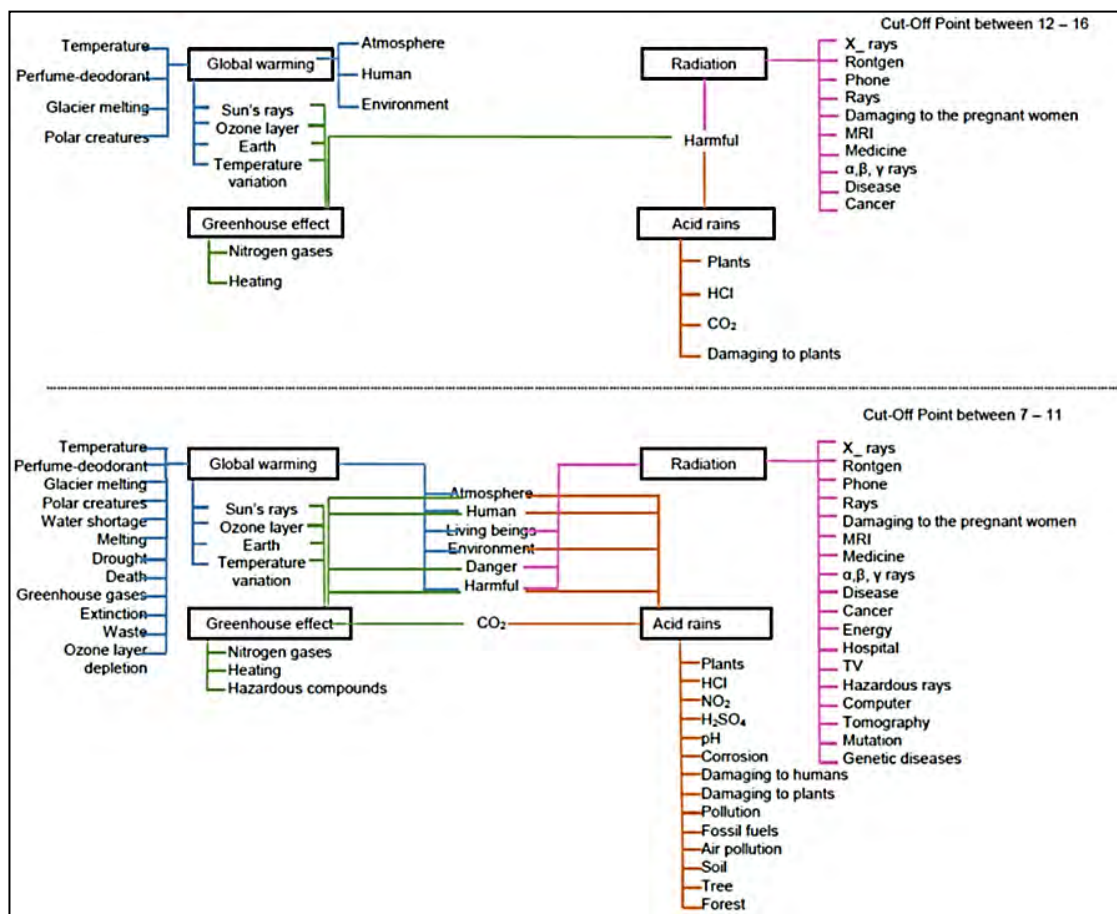 Cut-Off Point between 12 – 16
Temperature
Perfume-deodorant
Glacier melting
Polar creatures
Global warming
Atmosphere
Human
Environment
Sun's rays
Ozone layer
Earth
Temperature
variation
Greenhouse effect
Nitrogen gases
Heating
Harmful
Radiation
X_ rays
Rontgen
Phone
Rays
Damaging to the pregnant women
MRI
Medicine
α,β, γ rays
Disease
Cancer
Acid rains
Plants
HCI
CO₂
Damaging to plants
Cut-Off Point between 7 – 11
Temperature
Perfume-deodorant
Glacier melting
Polar creatures
Water shortage
Melting
Drought
Death
Greenhouse gases
Extinction
Waste
Ozone layer
depletion
Global warming
Sun's rays
Ozone layer
Earth
Temperature
variation
Greenhouse effect
Nitrogen gases
Heating
Hazardous compounds
Atmosphere
Human
Living beings
Environment
Danger
Harmful
CO₂
Radiation
X_ rays
Rontgen
Phone
Rays
Damaging to the pregnant women
MRI
Medicine
α,β, γ rays
Disease
Cancer
Energy
Hospital
TV
Hazardous rays
Computer
Tomography
Mutation
Genetic diseases
Acid rains
Plants
HCI
NO₂
H₂SO₄
pH
Corrosion
Damaging to humans
Damaging to plants
Pollution
Fossil fuels
Air pollution
Soil
Tree
Forest